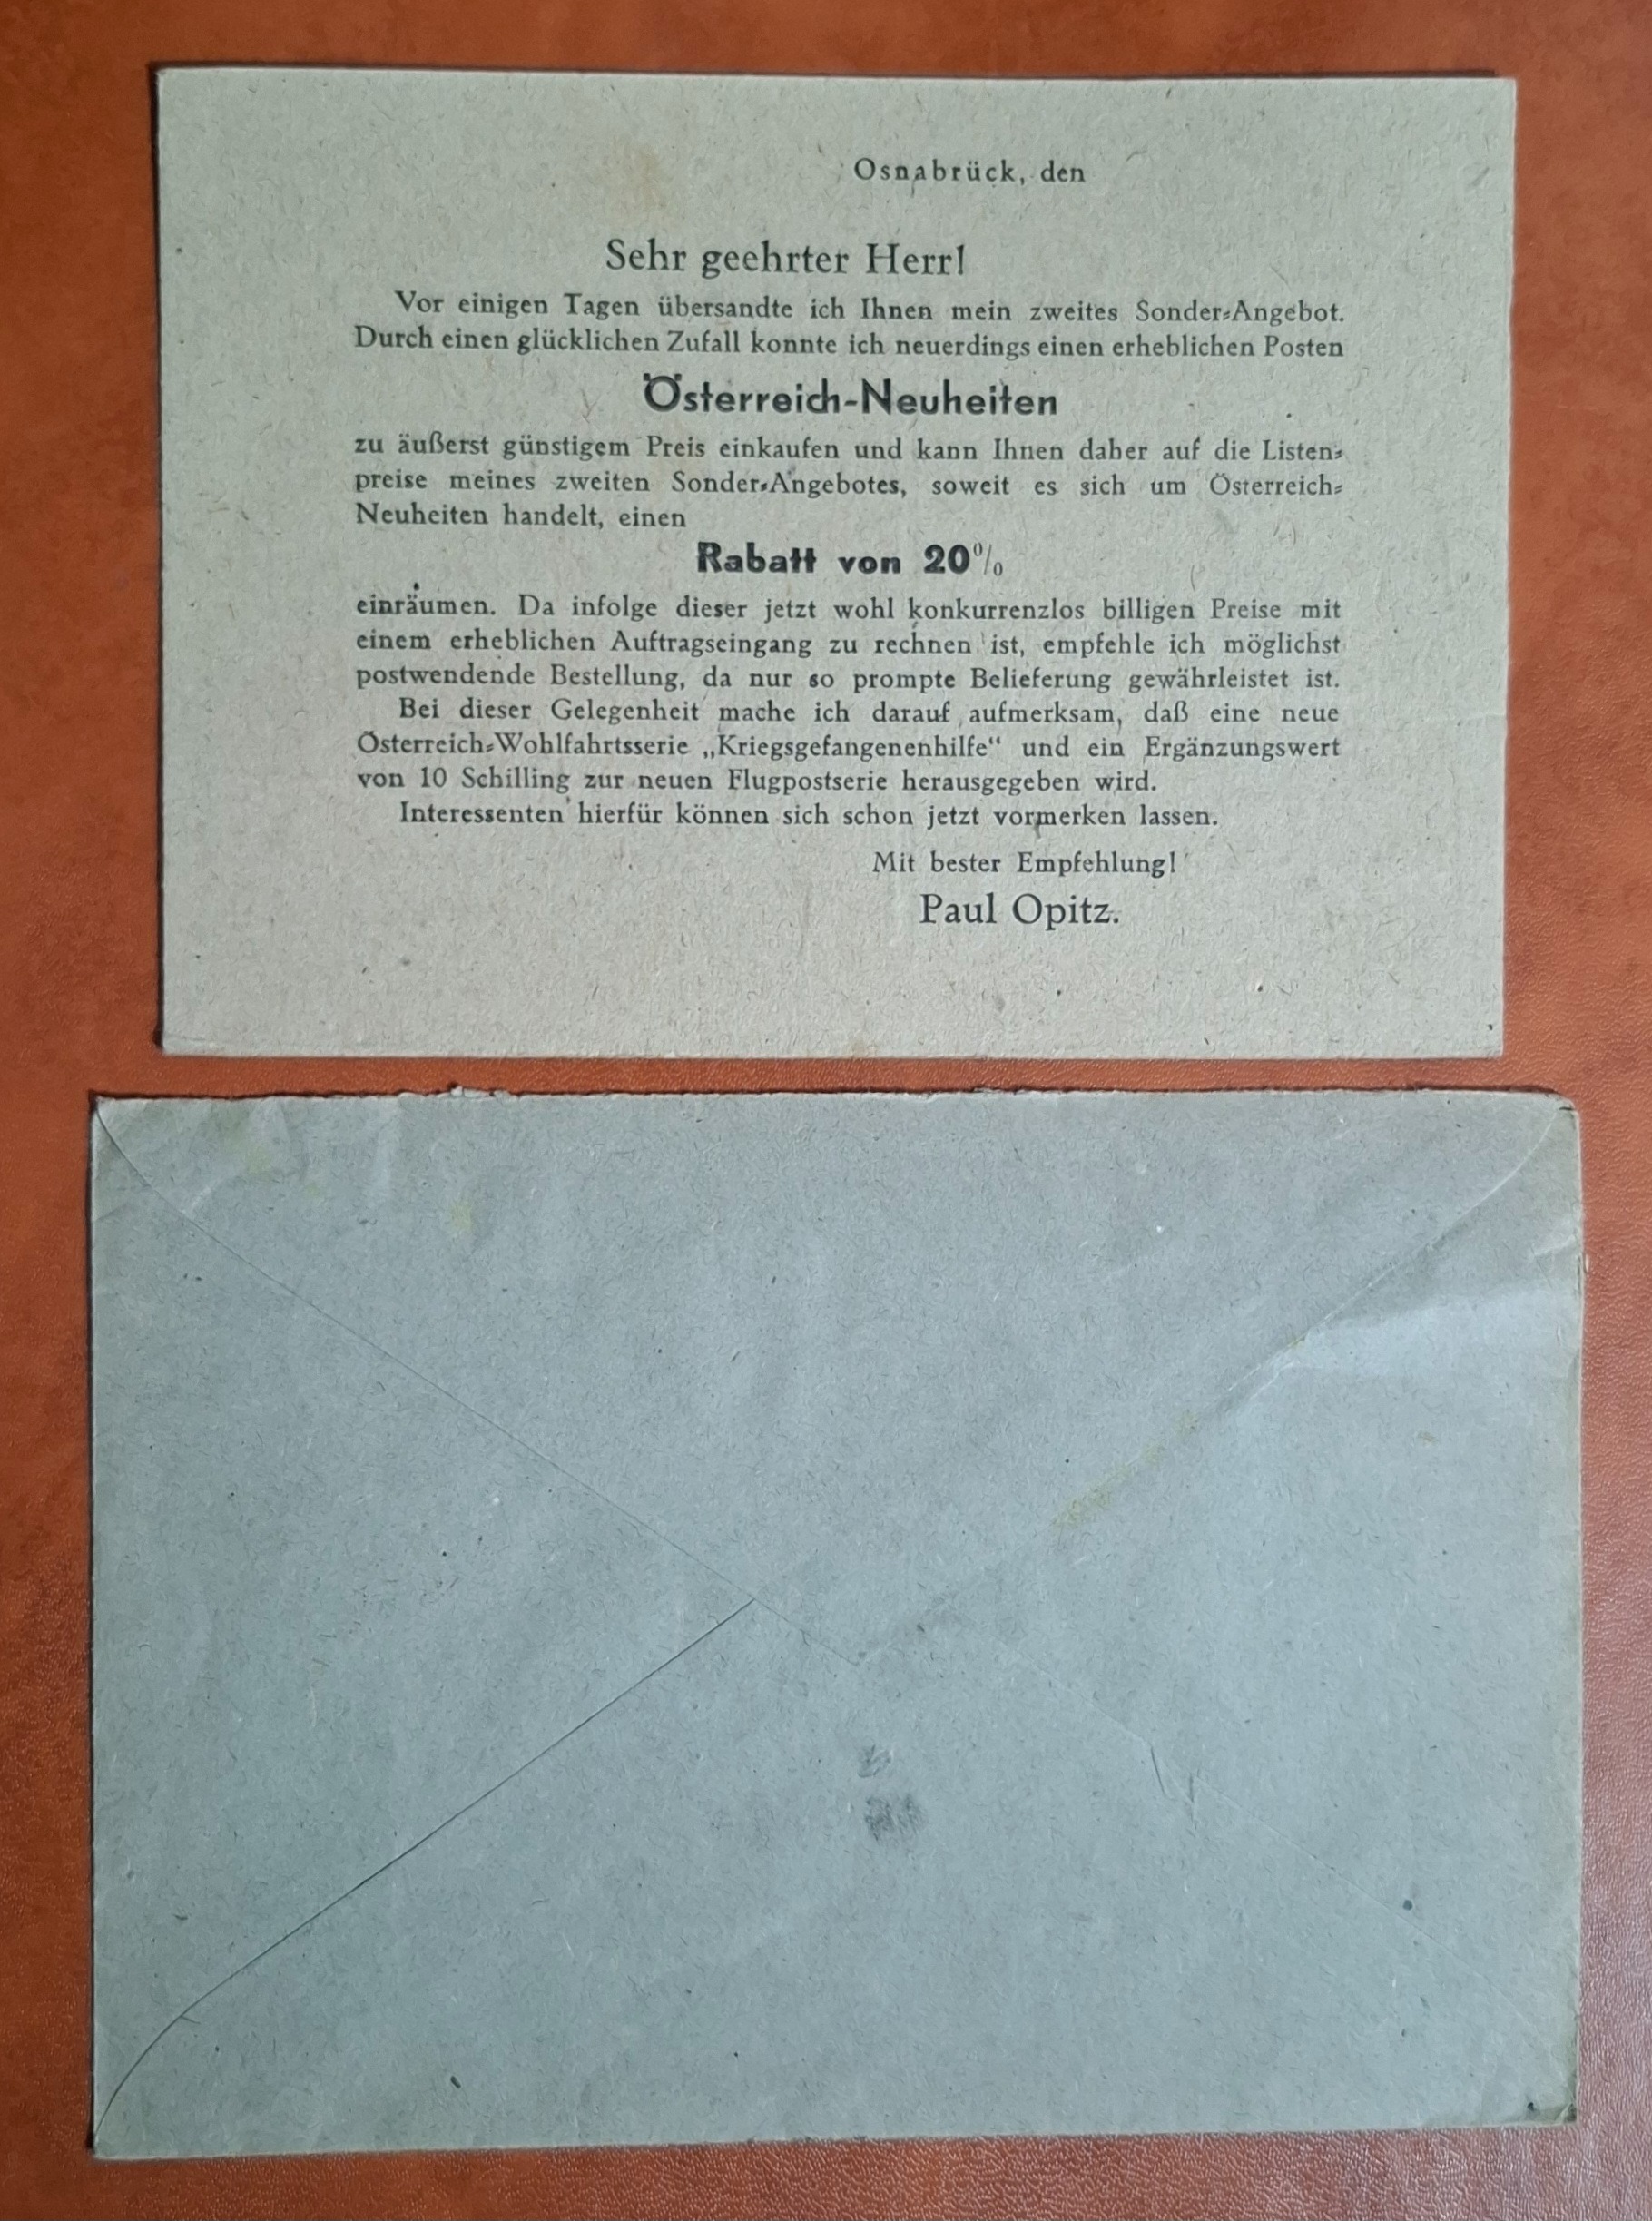 Osnabrück, den
Sehr geehrter Herr!
Vor einigen Tagen übersandte ich Ihnen mein zweites Sonder-Angebot.
Durch einen glücklichen Zufall konnte ich neuerdings einen erheblichen Posten
Österreich-Neuheiten
zu äußerst günstigem Preis einkaufen und kann Ihnen daher auf die Listen-
preise meines zweiten Sonder-Angebotes, soweit es sich um Österreich-
Neuheiten handelt, einen
Rabatt von 20%
einräumen. Da infolge dieser jetzt wohl konkurrenzlos billigen Preise mit
einem erheblichen Auftragseingang zu rechnen ist, empfehle ich möglichst
postwendende Bestellung, da nur so prompte Belieferung gewährleistet ist.
Bei dieser Gelegenheit mache ich darauf aufmerksam, daß eine neue
Österreich-Wohlfahrtsserie „Kriegsgefangenenhilfe“ und ein Ergänzungswert
von 10 Schilling zur neuen Flugpostserie herausgegeben wird.
Interessenten hierfür können sich schon jetzt vormerken lassen.
Mit bester Empfehlung!
Paul Opitz.